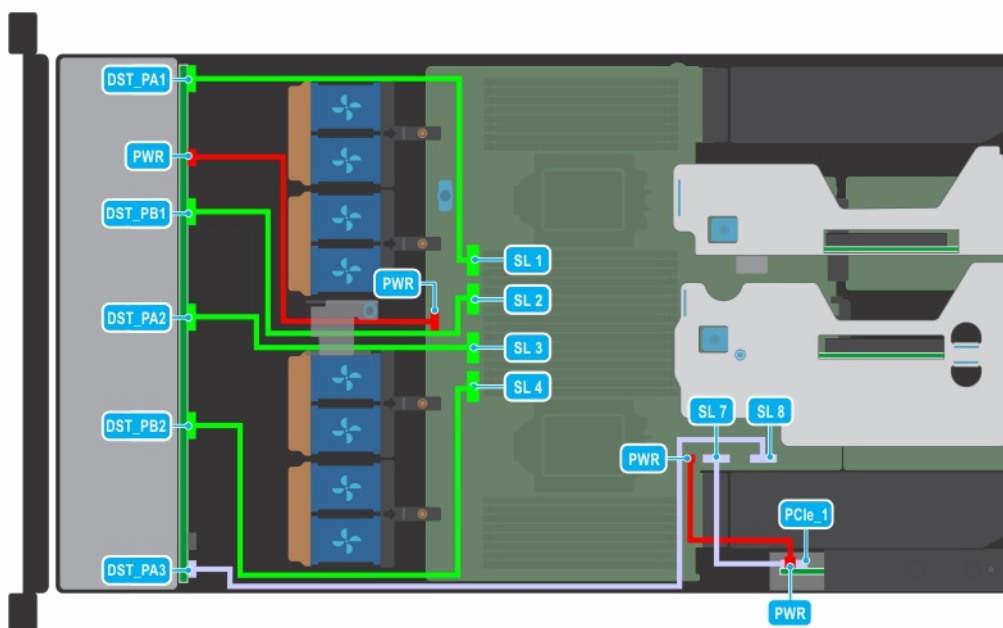 DST_PA1
PWR
DST_PB1
SL 1
PWR
SL 2
DST_PA2
SL 3
SL 4
SL 7
SL 8
DST_PB2
PWR
PCIe_1
DST_PA3
PWR